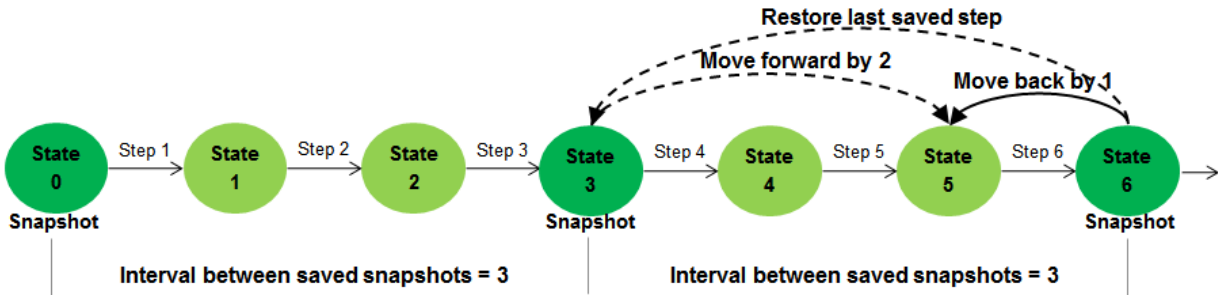 Restore last saved step
Move forward by 2
Move back by 1
State
0
Step 1
State
1
Step 2
State
2
Step 3
State
3
Step 4
State
4
Step 5
State
5
Step 6
State
6
Snapshot
Snapshot
Snapshot
Interval between saved snapshots = 3
Interval between saved snapshots = 3